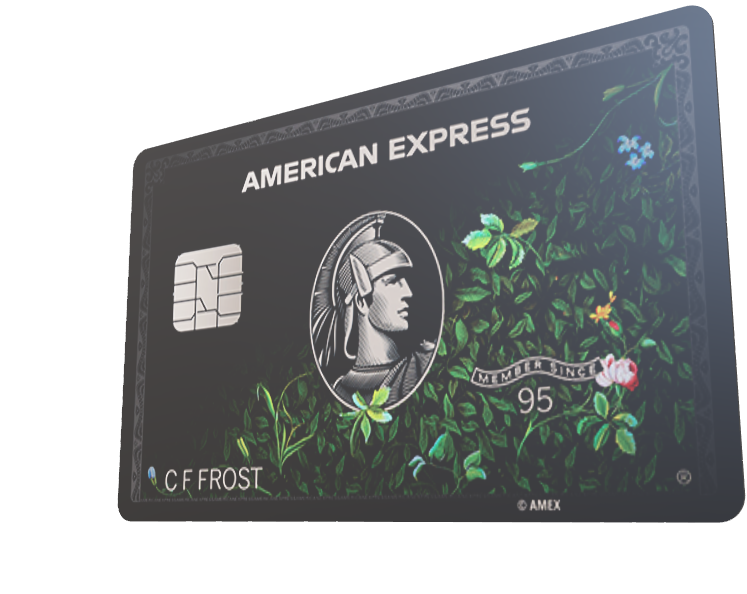 AMERICAN EXPRESS
MEMBER SINCE
95
C F FROST
© AMEX